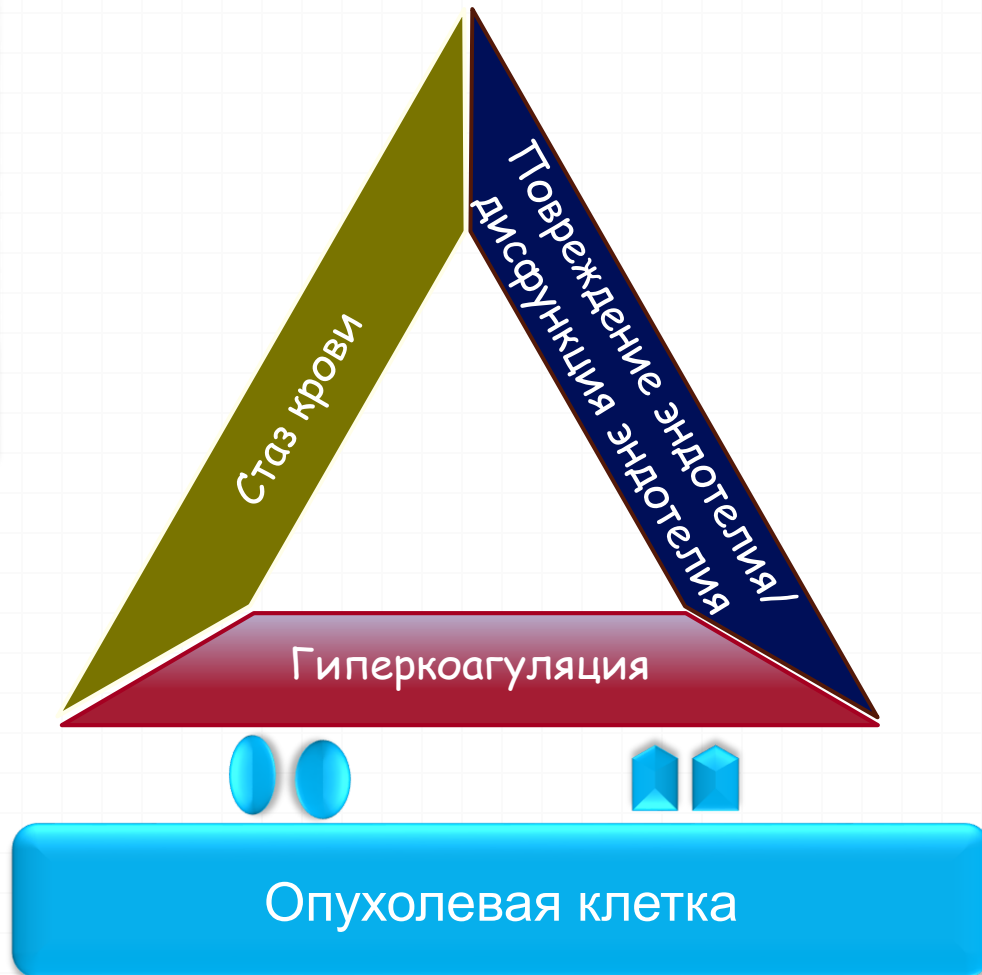 Стаз крови
Повреждение эндотелия/
дисфункция эндотелия
Гиперкоагуляция
Опухолевая клетка